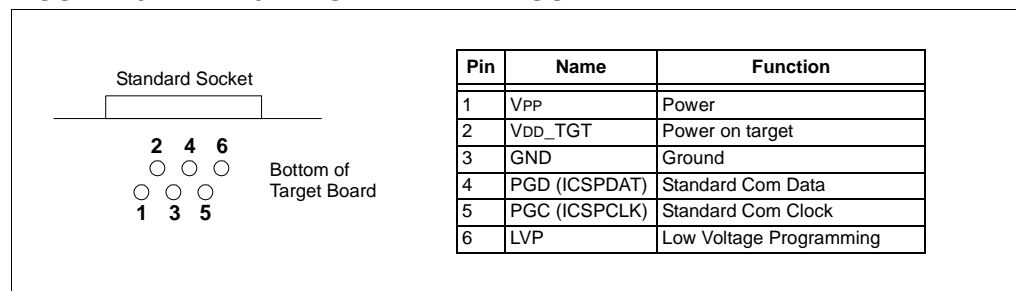 Standard Socket
2 4 6
Bottom of
Target Board
1 3 5
Pin Name Function
1 VPP Power
2 VDD_TGT Power on target
3 GND Ground
4 PGD (ICSPDAT) Standard Com Data
5 PGC (ICSPCLK) Standard Com Clock
6 LVP Low Voltage Programming